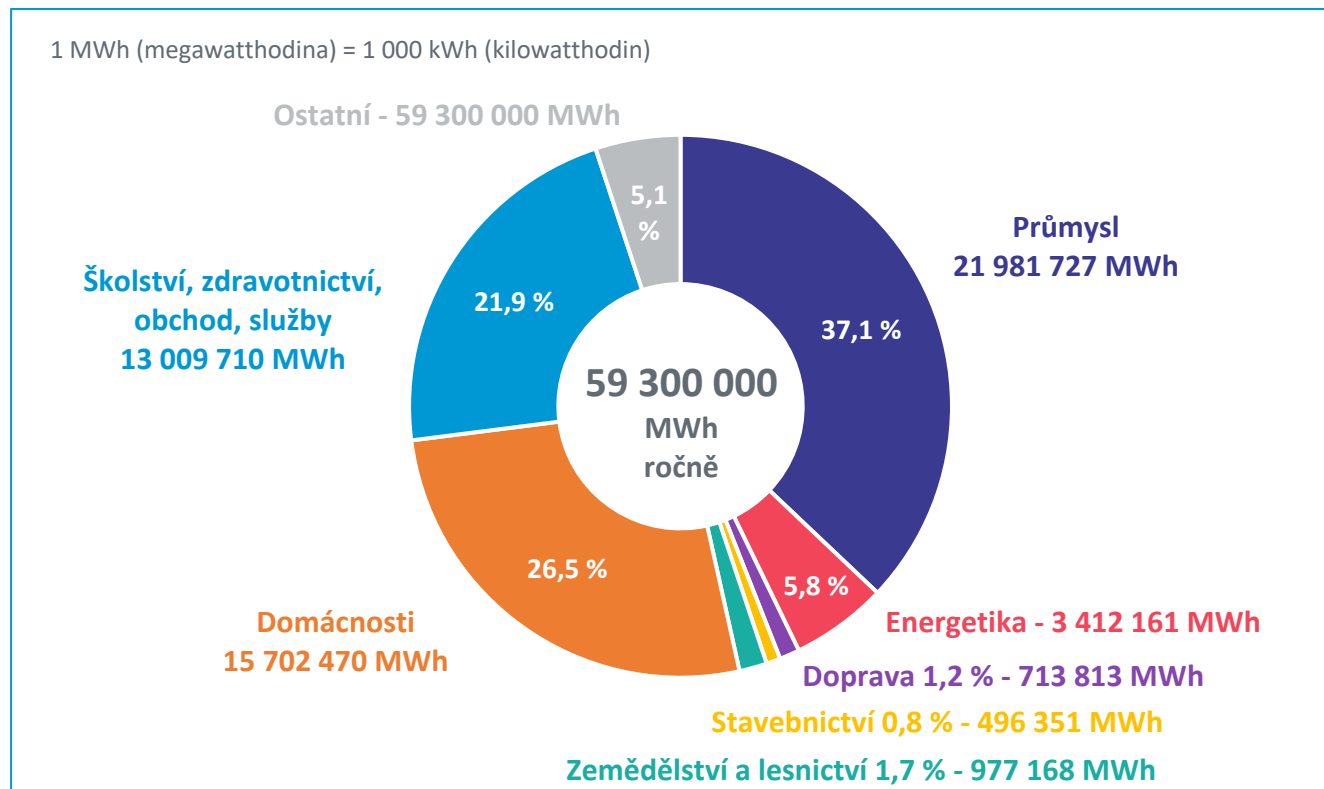 1 MWh (megawatthodina) = 1 000 kWh (kilowatthodin)
Ostatní - 59 300 000 MWh
5,1
%
Průmysl
21 981 727 MWh
37,1 %
Školství, zdravotnictví,
obchod, služby
13 009 710 MWh
21,9 %
59 300 000
MWh
ročně
26,5 %
Domácnosti
15 702 470 MWh
5,8 %
Energetika - 3 412 161 MWh
Doprava 1,2 % - 713 813 MWh
Stavebnictví 0,8 % - 496 351 MWh
Zemědělství a lesnictví 1,7 % - 977 168 MWh